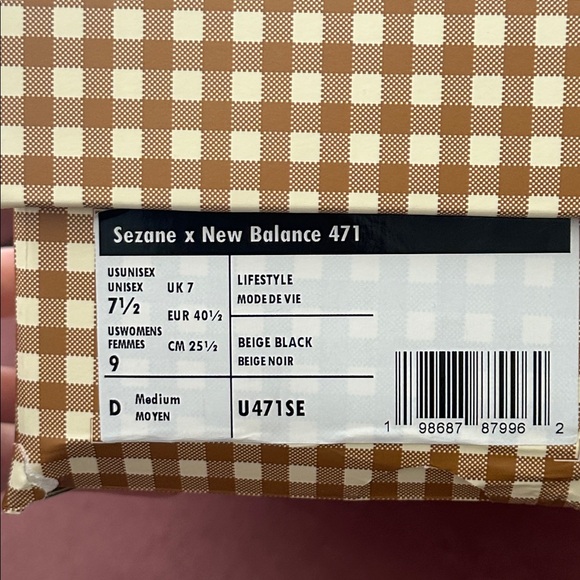 Sezane x New Balance 471
USUNISEX
UNISEX
7½
UK 7
EUR 40½
USWOMENS
FEMMES
9
CM 25½
LIFESTYLE
MODE DE VIE
BEIGE BLACK
BEIGE NOIR
D Medium
MOYEN
U471SE
1 98687 87996 2